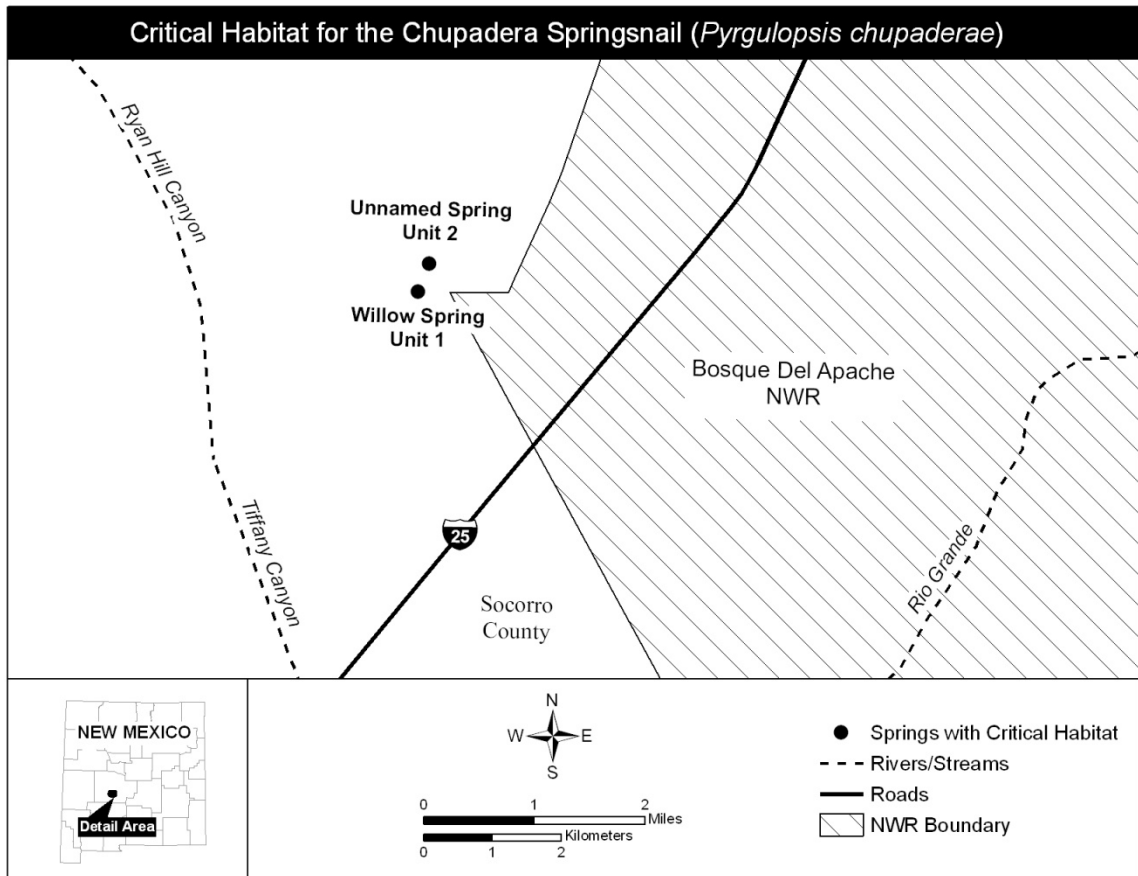 Critical Habitat for the Chupadera Springsnail (Pyrgulopsis chupaderae)
Ryan Hill Canyon
Unnamed Spring
Unit 2
Willow Spring
Unit 1
Bosque Del Apache
NWR
Tiffany Canyon
25
Rio Grande
Socorro
County
NEW MEXICO
Detail Area
N
W E
S
0 1 2
Miles
Kilometers
0 1 2
Springs with Critical Habitat
Rivers/Streams
Roads
NWR Boundary